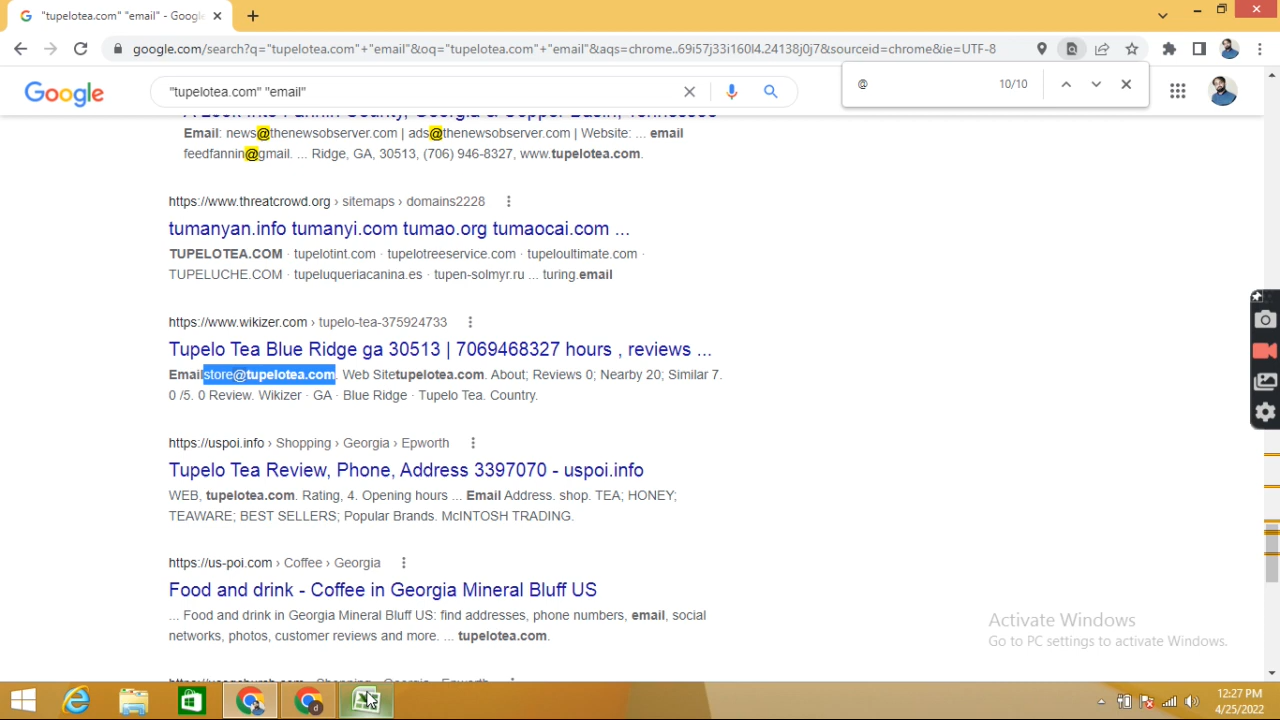 "tupelotea.com" "email" - Google
google.com/search?q="tupelotea.com"+"email"&oq="tupelotea.com"+"email"&aqs=chrome..69i57j33i160l4.24138j0j7&sourceid=chrome&ie=UTF-8
@ 10/10
Google
"tupelotea.com" "email"
Email: news@thenewsobserver.com | ads@thenewsobserver.com | Website: ... email
feedfannin@gmail. ... Ridge, GA, 30513, (706) 946-8327, www.tupelotea.com.
https://www.threatcrowd.org › sitemaps › domains2228
tumanyan.info tumanyi.com tumao.org tumaocai.com ...
TUPELOTEA.COM · tupelotint.com · tupelotreeservice.com · tupeloultimate.com ·
TUPELUCHE.COM · tupeluqueriacanina.es · tupen-solmyr.ru ... turing.email
https://www.wikizer.com › tupelo-tea-375924733
Tupelo Tea Blue Ridge ga 30513 | 7069468327 hours , reviews ...
Emailstore@tupelotea.com. Web Sitetupelotea.com. About; Reviews 0; Nearby 20; Similar 7.
0 /5. 0 Review. Wikizer · GA · Blue Ridge · Tupelo Tea. Country.
https://uspoi.info › Shopping › Georgia › Epworth
Tupelo Tea Review, Phone, Address 3397070 - uspoi.info
WEB, tupelotea.com. Rating, 4. Opening hours ... Email Address. shop. TEA; HONEY;
TEAWARE; BEST SELLERS; Popular Brands. McINTOSH TRADING.
https://us-poi.com › Coffee › Georgia
Food and drink - Coffee in Georgia Mineral Bluff US
... Food and drink in Georgia Mineral Bluff US: find addresses, phone numbers, email, social
networks, photos, customer reviews and more. ... tupelotea.com.
Activate Windows
Go to PC settings to activate Windows.
12:27 PM
4/25/2022